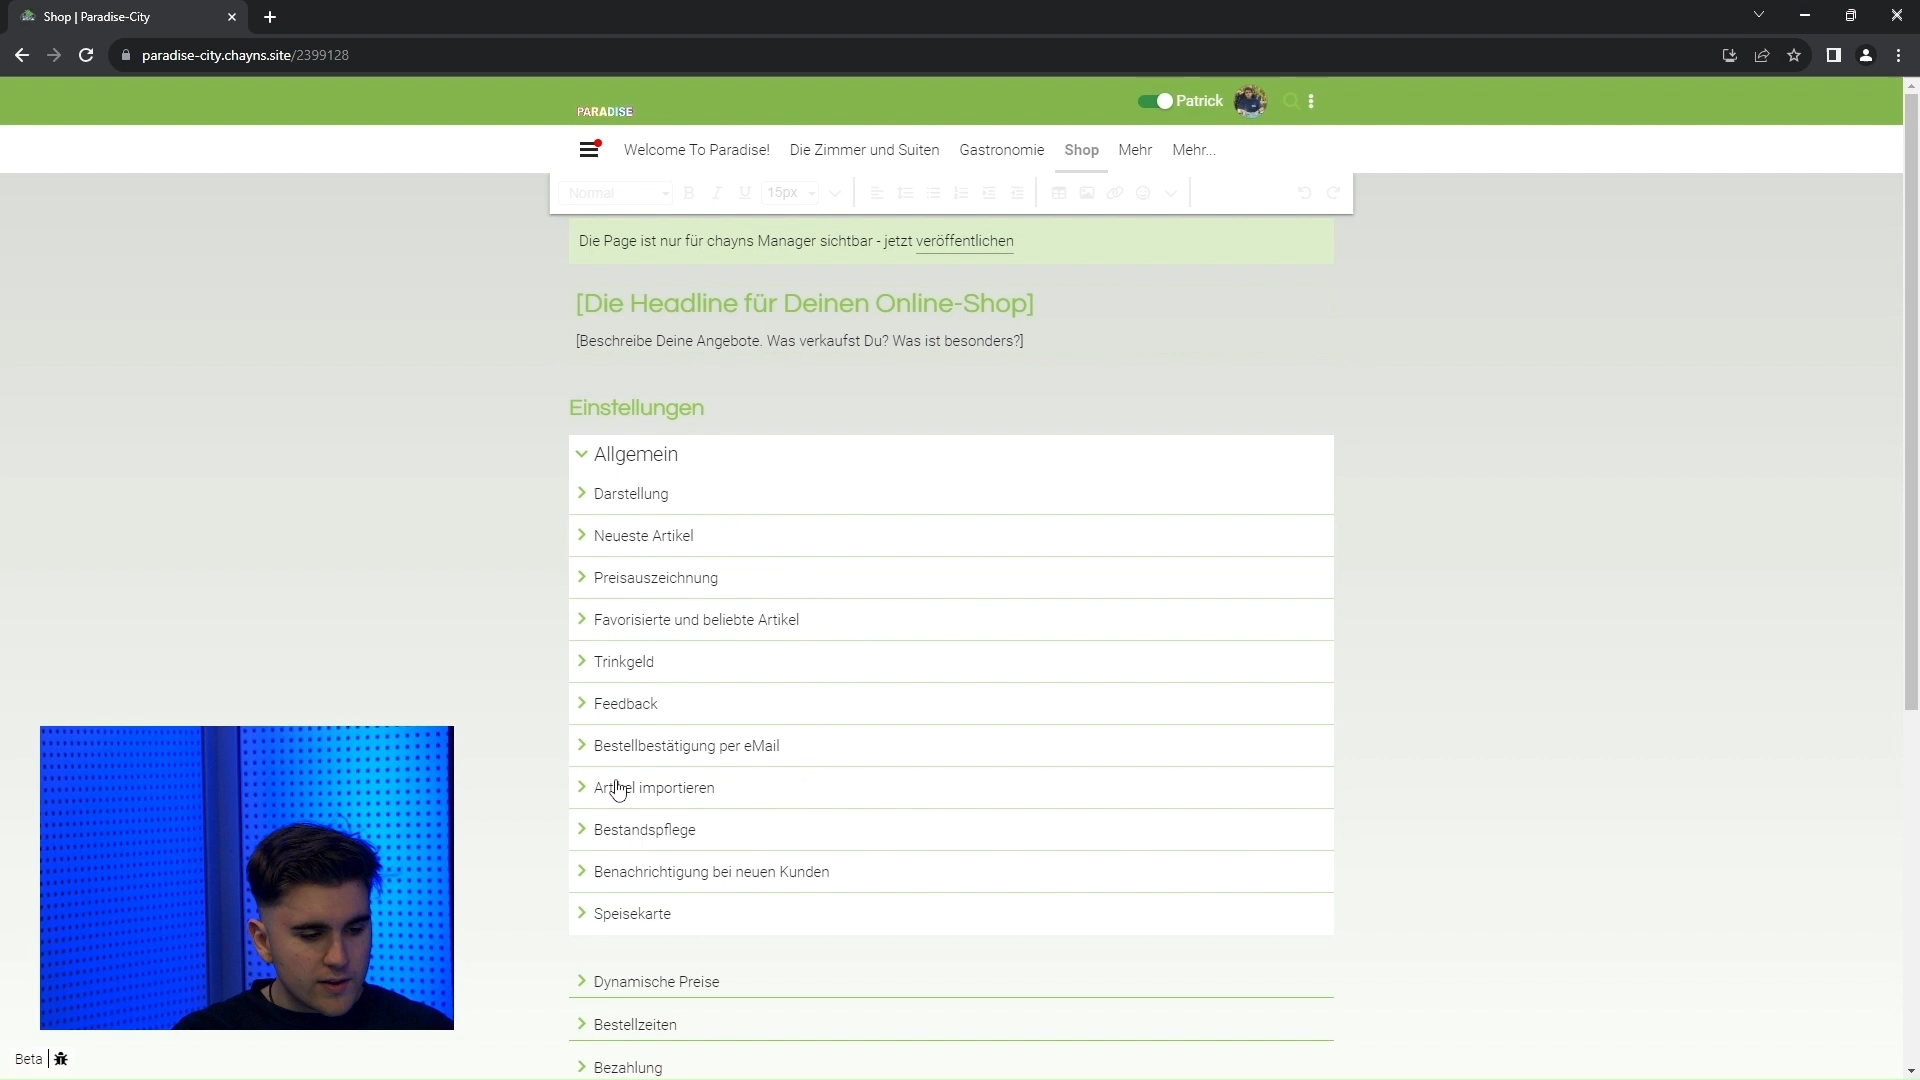 Shop | Paradise-City
paradise-city.chayns.site/2399128
PARADISE
Patrick
Welcome To Paradise! Die Zimmer und Suiten Gastronomie Shop Mehr Mehr...
Normal B I U 15px
Die Page ist nur für chayns Manager sichtbar - jetzt veröffentlichen
[Die Headline für Deinen Online-Shop]
[Beschreibe Deine Angebote. Was verkaufst Du? Was ist besonders?]
Einstellungen
Allgemein
Darstellung
Neueste Artikel
Preisauszeichnung
Favorisierte und beliebte Artikel
Trinkgeld
Feedback
Bestellbestätigung per eMail
Artikel importieren
Bestandspflege
Benachrichtigung bei neuen Kunden
Speisekarte
Dynamische Preise
Bestellzeiten
Bezahlung
Beta